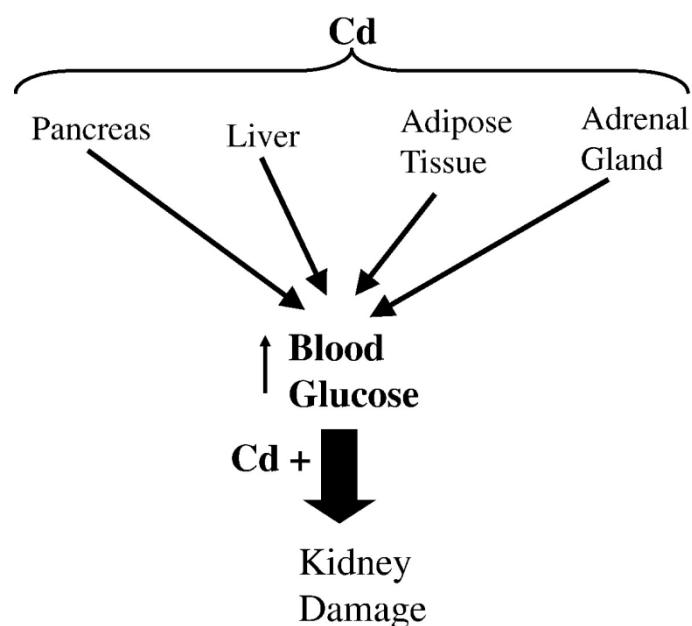 Cd
Pancreas
Liver
Adipose
Tissue
Adrenal
Gland
Blood
Glucose
Cd +
Kidney
Damage